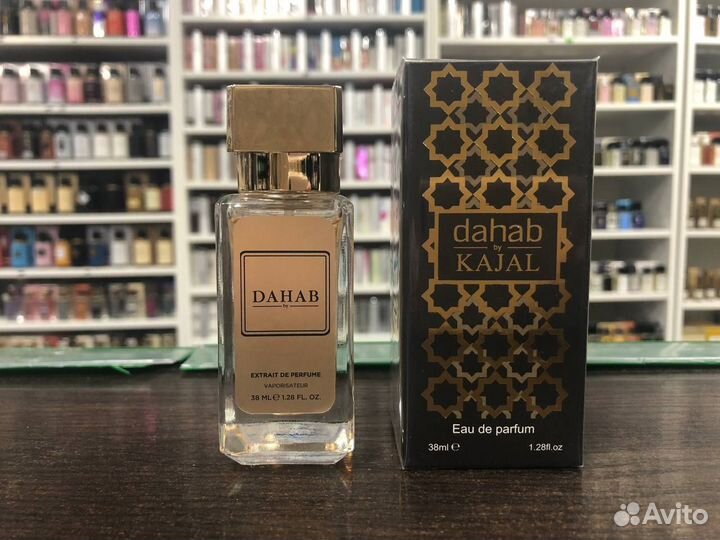 DAHAB
by
EXTRAIT DE PERFUME
VAPORISATEUR
38 ML e 1.28 FL. OZ.
dahab
by
KAJAL
Eau de parfum
38ml e 1.28fl.oz
Avito